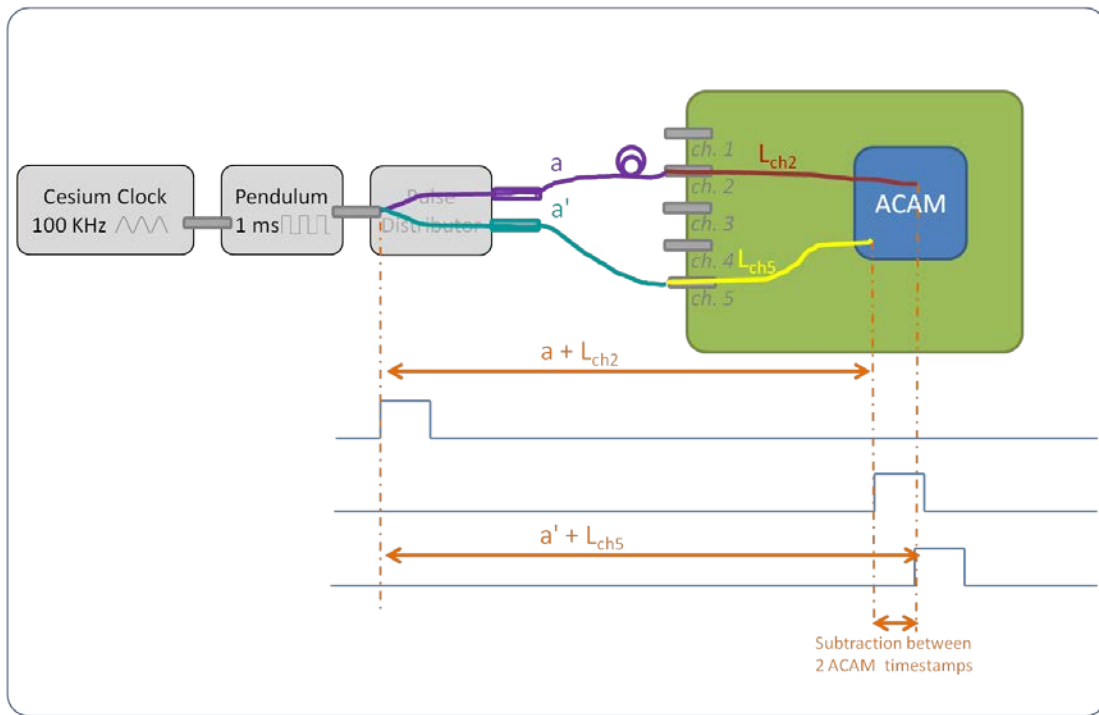 Cesium Clock
100 KHz
Pendulum
1 ms
Pulse
Distributor
a
a'
ch. 1
ch. 2
ch. 3
ch. 4
ch. 5
Lch2
Lch5
ACAM
a + Lch2
a' + Lch5
Subtraction between
2 ACAM timestamps